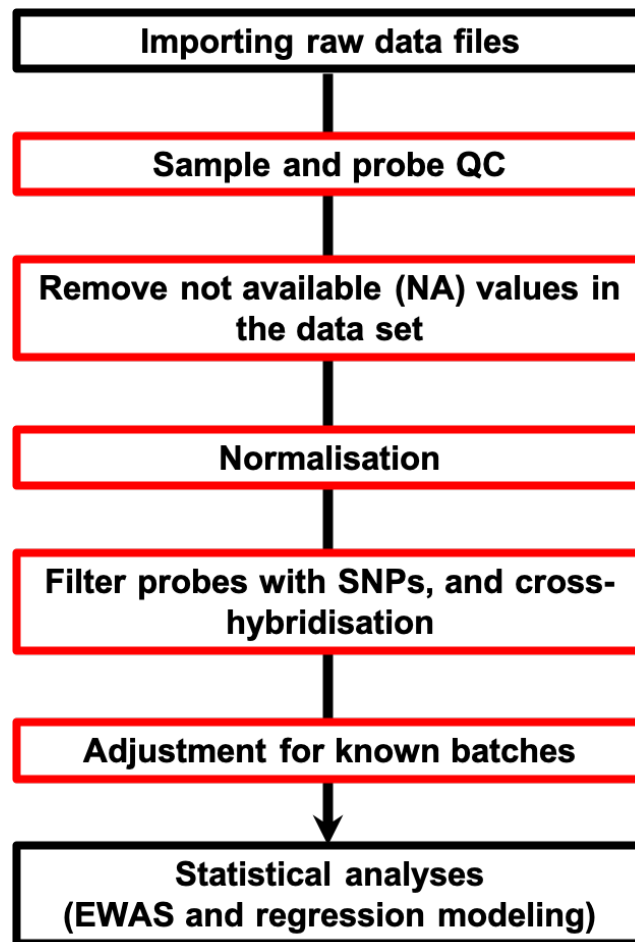 Importing raw data files
Sample and probe QC
Remove not available (NA) values in
the data set
Normalisation
Filter probes with SNPs, and cross-
hybridisation
Adjustment for known batches
Statistical analyses
(EWAS and regression modeling)